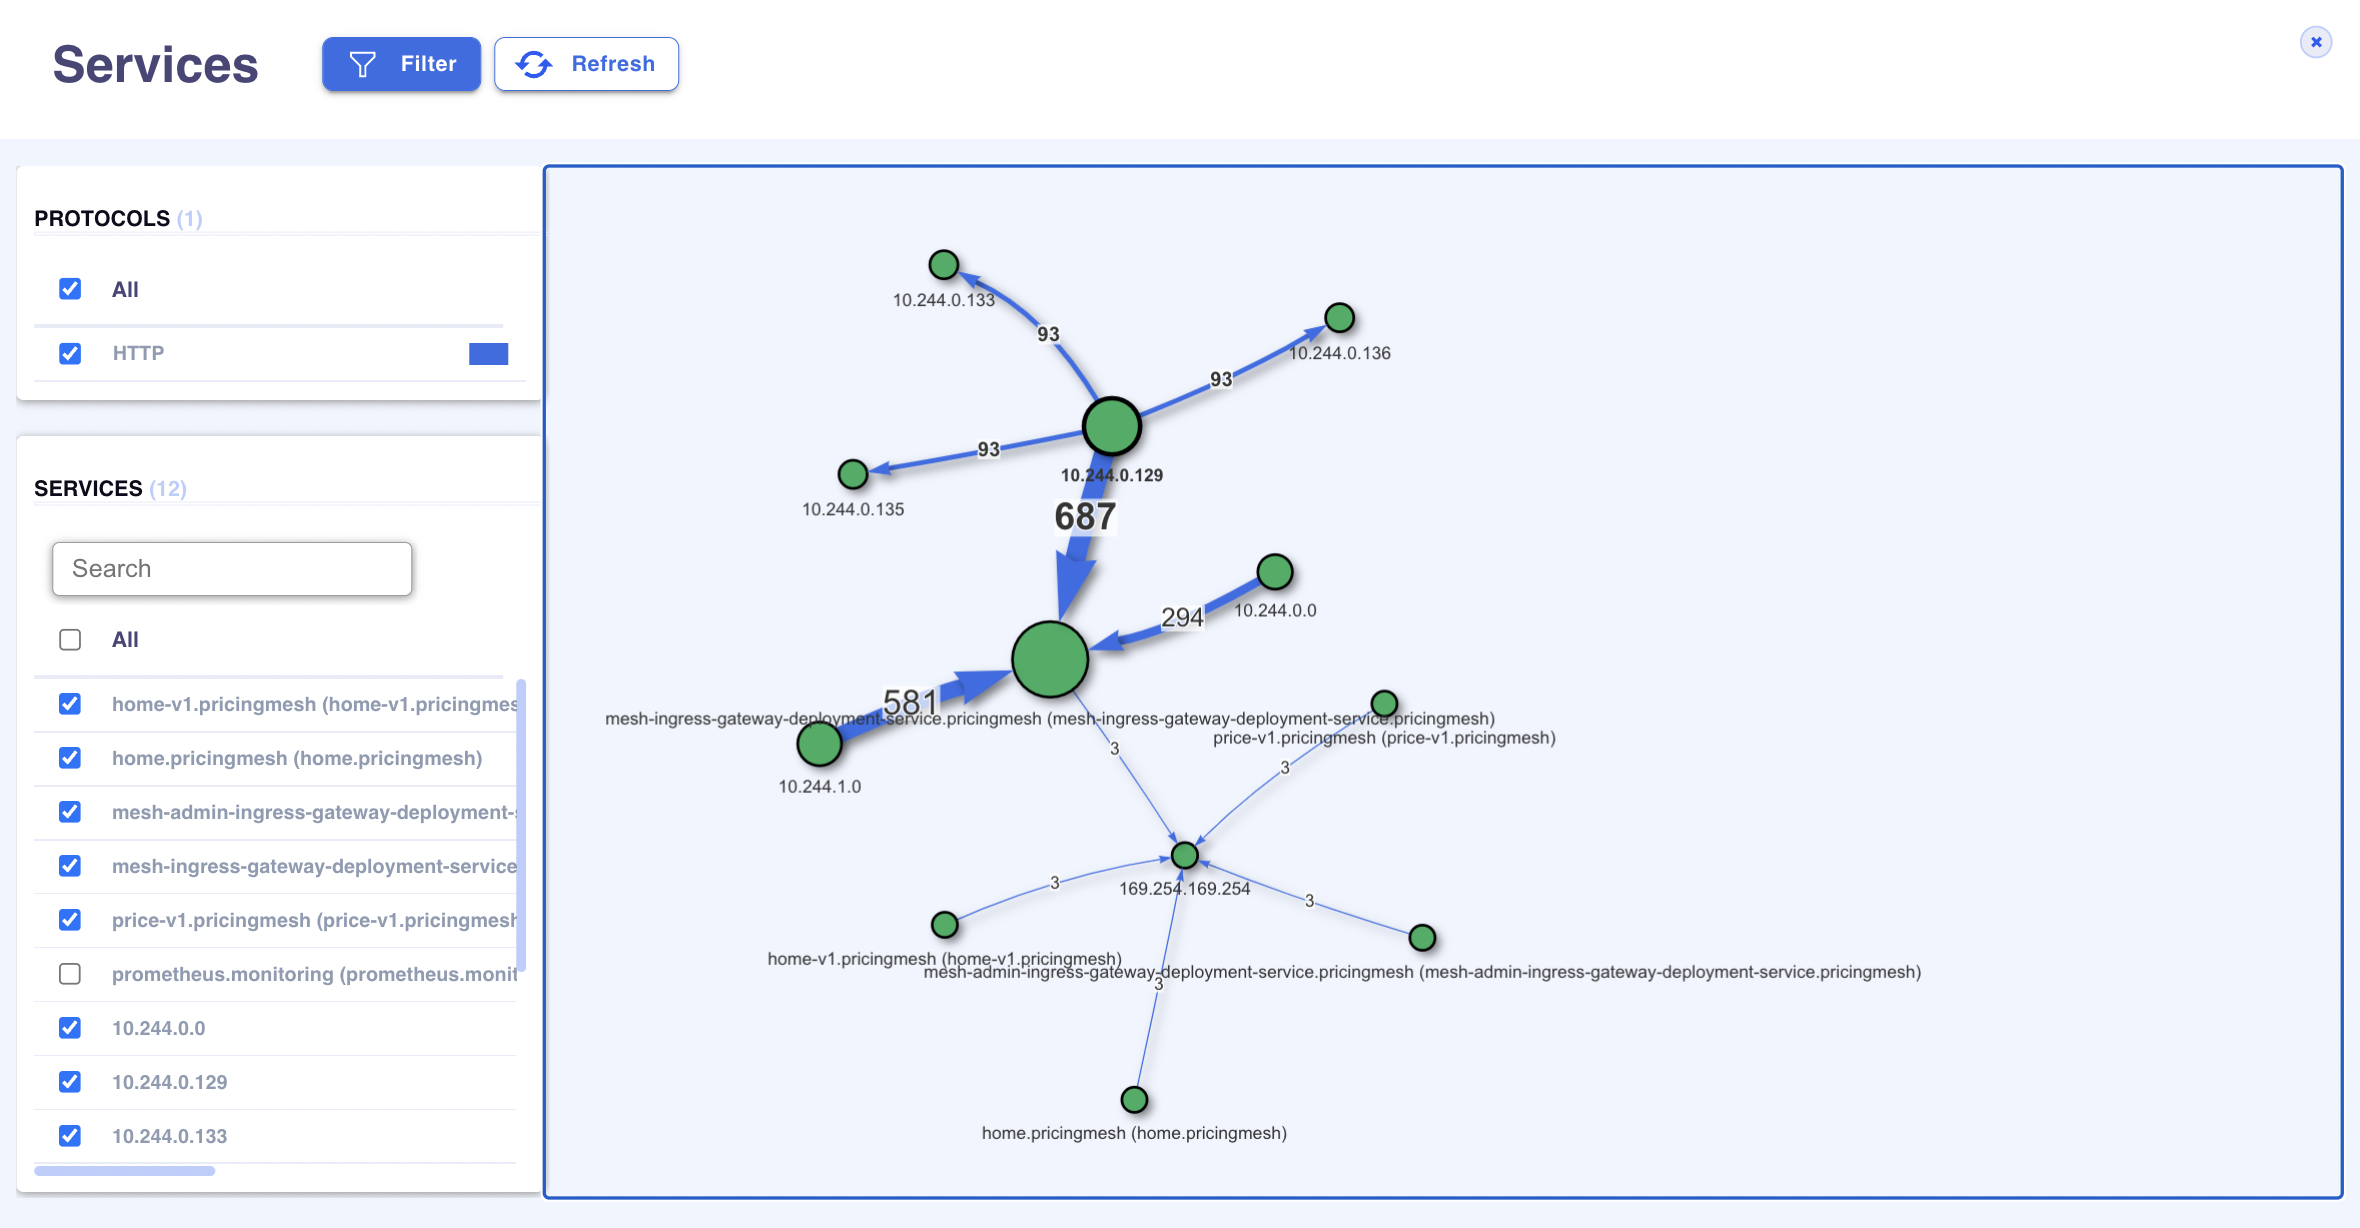 Services
Filter
Refresh
PROTOCOLS (1)
All
HTTP
SERVICES (12)
Search
All
home-v1.pricingmesh (home-v1.pricingmes
home.pricingmesh (home.pricingmesh)
mesh-admin-ingress-gateway-deployment-s
mesh-ingress-gateway-deployment-service
price-v1.pricingmesh (price-v1.pricingmesh
prometheus.monitoring (prometheus.monit
10.244.0.0
10.244.0.129
10.244.0.133
10.244.0.133
93
10.244.0.136
93
93
10.244.0.129
10.244.0.135
687
294
10.244.0.0
581
mesh-ingress-gateway-deployment-service.pricingmesh (mesh-ingress-gateway-deployment-service.pricingmesh)
price-v1.pricingmesh (price-v1.pricingmesh)
3
3
10.244.1.0
3
169.254.169.254
3
home-v1.pricingmesh (home-v1.pricingmesh)
mesh-admin-ingress-gateway-deployment-service.pricingmesh (mesh-admin-ingress-gateway-deployment-service.pricingmesh)
3
home.pricingmesh (home.pricingmesh)